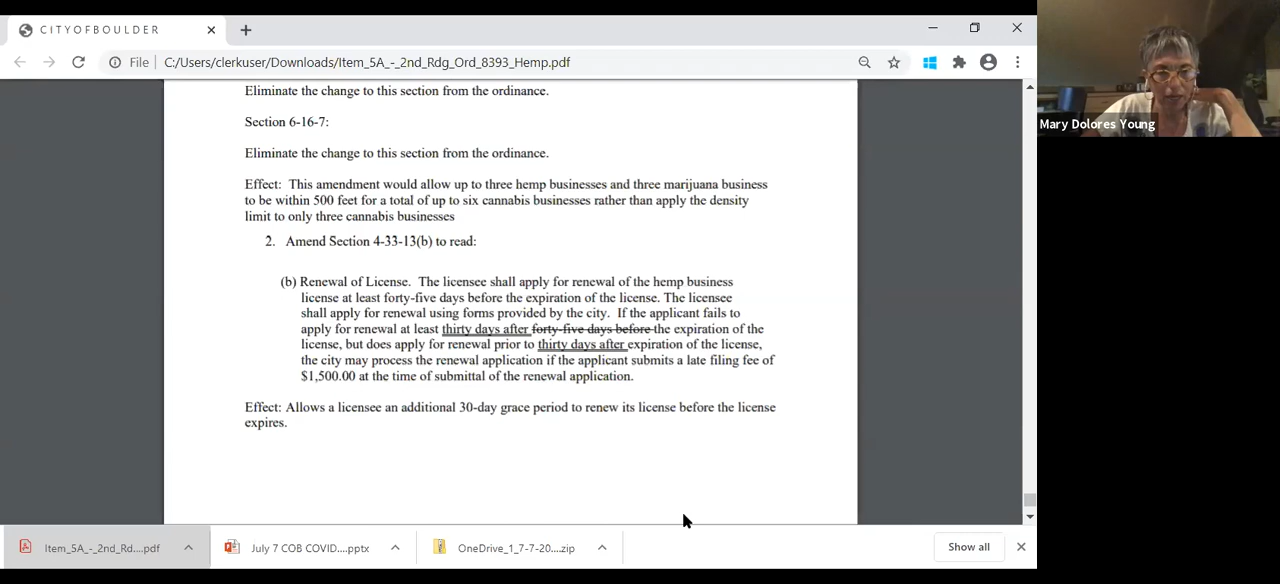 CITYOFBOULDER
File C:/Users/clerkuser/Downloads/Item_5A_-_2nd_Rdg_Ord_8393_Hemp.pdf
Mary Dolores Young
Eliminate the change to this section from the ordinance.
Section 6-16-7:
Eliminate the change to this section from the ordinance.
Effect: This amendment would allow up to three hemp businesses and three marijuana business
to be within 500 feet for a total of up to six cannabis businesses rather than apply the density
limit to only three cannabis businesses
2. Amend Section 4-33-13(b) to read:
(b) Renewal of License. The licensee shall apply for renewal of the hemp business
license at least forty-five days before the expiration of the license. The licensee
shall apply for renewal using forms provided by the city. If the applicant fails to
apply for renewal at least thirty days after forty-five days before the expiration of the
license, but does apply for renewal prior to thirty days after expiration of the license,
the city may process the renewal application if the applicant submits a late filing fee of
$1,500.00 at the time of submittal of the renewal application.
Effect: Allows a licensee an additional 30-day grace period to renew its license before the license
expires.
Item_5A_-_2nd_Rd....pdf
July 7 COB COVID....pptx
OneDrive_1_7-7-20...zip
Show all